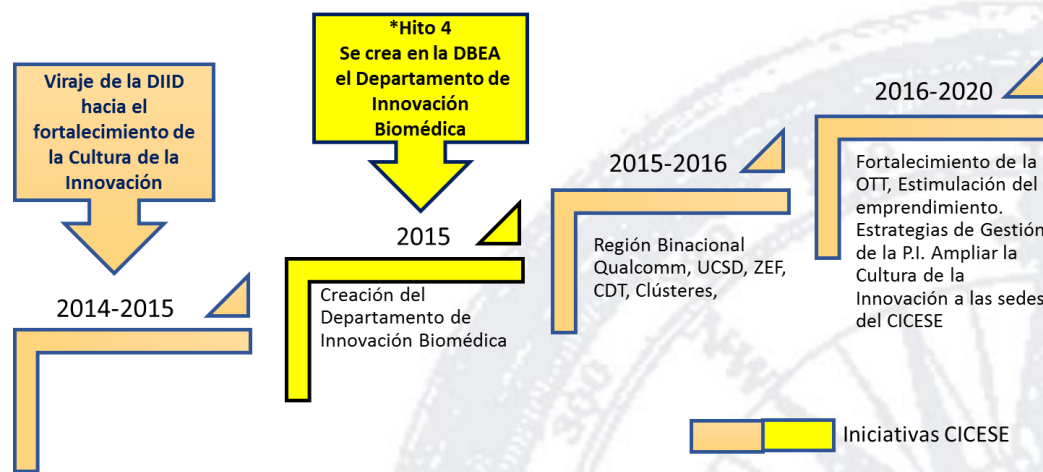 Viraje de la DIID
hacia el
fortalecimiento de
la Cultura de la
Innovación
2014-2015
*Hito 4
Se crea en la DBEA
el Departamento de
Innovación
Biomédica
2015
Creación del
Departamento de
Innovación Biomédica
2015-2016
Región Binacional
Qualcomm, UCSD, ZEF,
CDT, Clústeres,
2016-2020
Fortalecimiento de la
OTT, Estimulación del
emprendimiento.
Estrategias de Gestión
de la P.I. Ampliar la
Cultura de la
Innovación a las sedes
del CICESE
Iniciativas CICESE